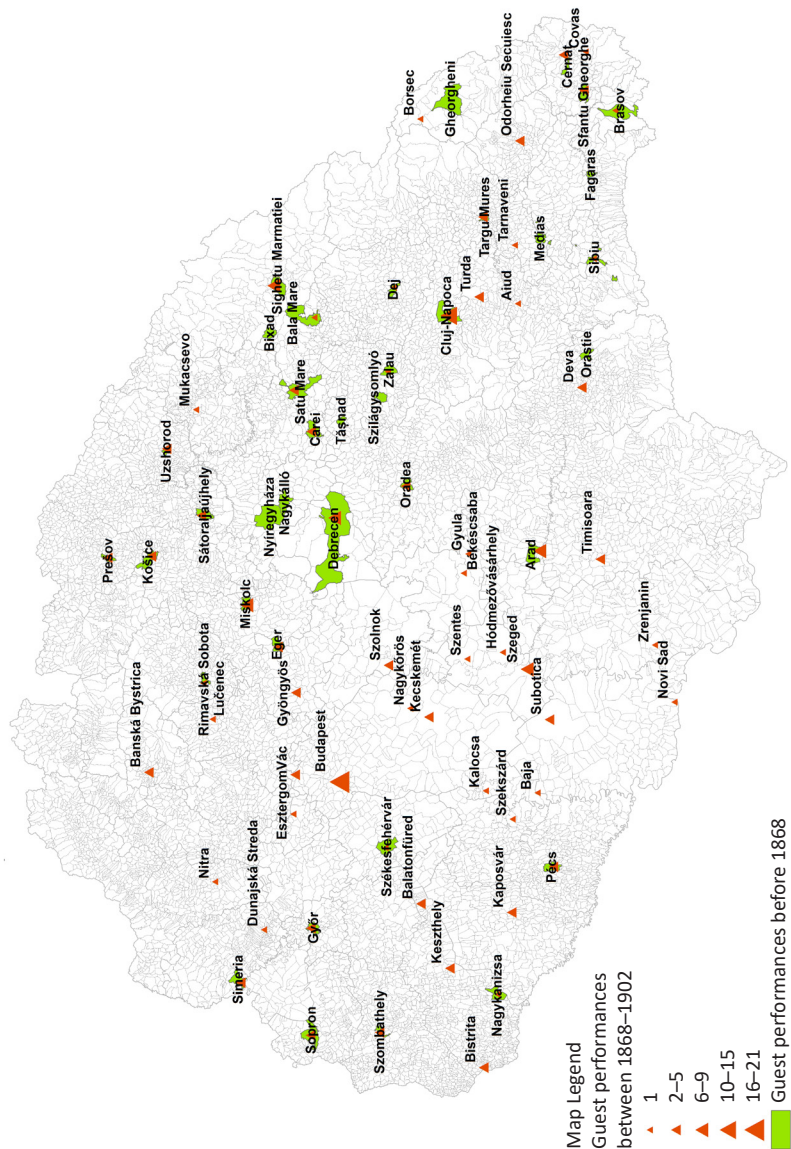 Presov
Košice
Banská Bystrica
Uzshorod
Mukacsevo
Rimavská Sobota
Lučenec
Sátoraljaújhely
Nitra
Dunajská Streda
Simeria
Miskolc
Eger
Gyöngyös
Esztergom
Vác
Budapest
Nyíregyháza
Nagykálló
Debrecen
Bixad
Sighetu Marmatiei
Baia Mare
Satu Mare
Carei
Tășnad
Győr
Sopron
Szombathely
Székesfehérvár
Balatonfüred
Keszthely
Bistrita
Nagykanizsa
Kaposvár
Pécs
Szolnok
Nagykőrös
Kecskemét
Kalocsa
Szekszárd
Baja
Szentes
Hódmezővásárhely
Szeged
Subotica
Gyula
Békéscsaba
Oradea
Szilágysomlyó
Zalau
Dej
Cluj-Napoca
Turda
Aiud
Targu Mures
Tarnaveni
Medias
Borsec
Gheorgheni
Odorheiu Secuiesc
Cernat
Covas
Sfantu Gheorghe
Brasov
Fagaras
Sibiu
Deva
Orastie
Arad
Timisoara
Zrenjanin
Novi Sad
Map Legend
Guest performances
between 1868–1902
1
2–5
6–9
10–15
16–21
Guest performances before 1868